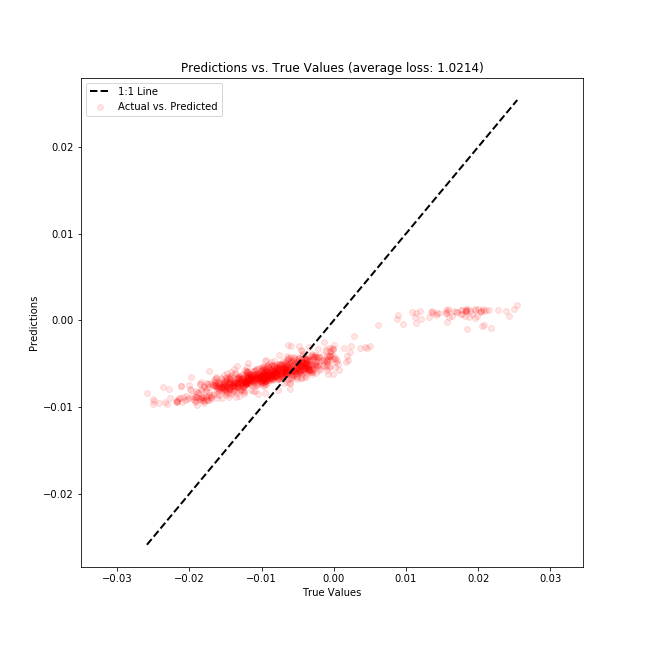 Predictions vs. True Values (average loss: 1.0214)
1:1 Line
Actual vs. Predicted
0.02
0.01
0.00
−0.01
−0.02
Predictions
−0.03
−0.02
−0.01
0.00
0.01
0.02
0.03
True Values